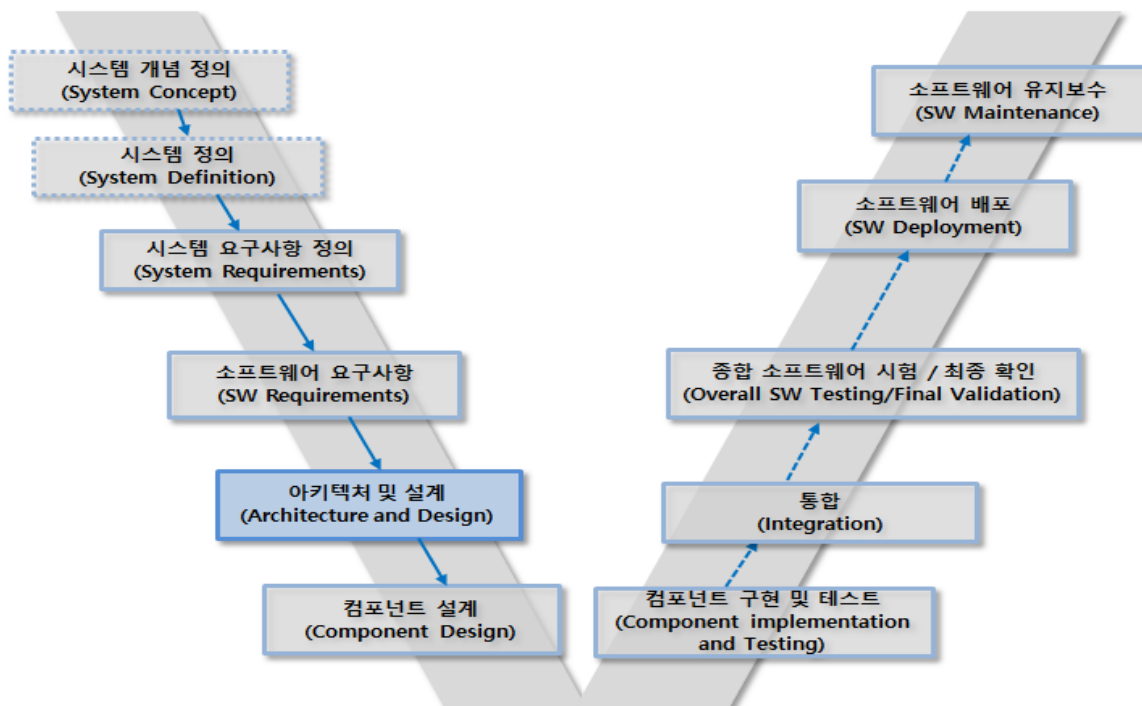 시스템 개념 정의
(System Concept)
시스템 정의
(System Definition)
시스템 요구사항 정의
(System Requirements)
소프트웨어 요구사항
(SW Requirements)
아키텍처 및 설계
(Architecture and Design)
컴포넌트 설계
(Component Design)
소프트웨어 유지보수
(SW Maintenance)
소프트웨어 배포
(SW Deployment)
종합 소프트웨어 시험 / 최종 확인
(Overall SW Testing/Final Validation)
통합
(Integration)
컴포넌트 구현 및 테스트
(Component implementation
and Testing)